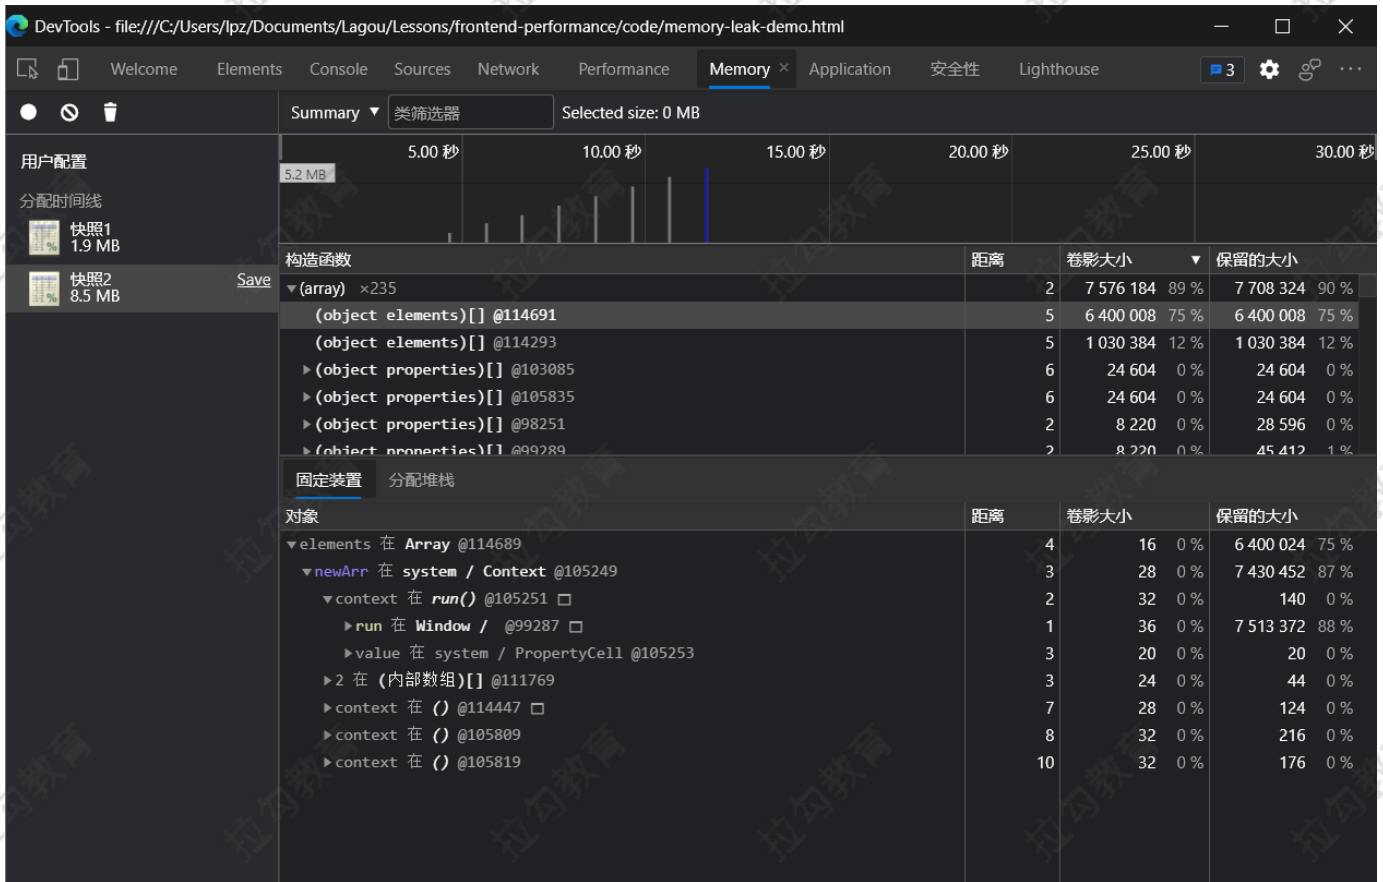 DevTools - file:///C:/Users/lpz/Documents/Lagou/Lessons/frontend-performance/code/memory-leak-demo.html
Welcome Elements Console Sources Network Performance Memory × Application 安全性 Lighthouse 3
Summary ▼ 类筛选器 Selected size: 0 MB
用户配置
分配时间线
快照1
1.9 MB
快照2 Save
8.5 MB
5.00 秒 10.00 秒 15.00 秒 20.00 秒 25.00 秒 30.00 秒
5.2 MB
构造函数 距离 卷影大小 ▼ 保留的大小
▼(array) ×235 2 7 576 184 89 % 7 708 324 90 %
(object elements)[] @114691 5 6 400 008 75 % 6 400 008 75 %
(object elements)[] @114293 5 1 030 384 12 % 1 030 384 12 %
▶(object properties)[] @103085 6 24 604 0 % 24 604 0 %
▶(object properties)[] @105835 6 24 604 0 % 24 604 0 %
▶(object properties)[] @98251 2 8 220 0 % 28 596 0 %
▶(object properties)[] @99289 2 8 220 0 % 45 412 1 %
固定装置 分配堆栈
对象 距离 卷影大小 保留的大小
▼elements 在 Array @114689 4 16 0 % 6 400 024 75 %
▼newArr 在 system / Context @105249 3 28 0 % 7 430 452 87 %
▼context 在 run() @105251 2 32 0 % 140 0 %
▶run 在 Window / @99287 1 36 0 % 7 513 372 88 %
▶value 在 system / PropertyCell @105253 3 20 0 % 20 0 %
▶2 在 (内部数组)[] @111769 3 24 0 % 44 0 %
▶context 在 () @114447 7 28 0 % 124 0 %
▶context 在 () @105809 8 32 0 % 216 0 %
▶context 在 () @105819 10 32 0 % 176 0 %
拉勾教育